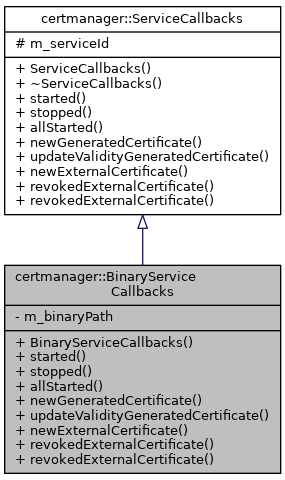 certmanager::ServiceCallbacks
# m_serviceId
+ ServiceCallbacks()
+ ~ServiceCallbacks()
+ started()
+ stopped()
+ allStarted()
+ newGeneratedCertificate()
+ updateValidityGeneratedCertificate()
+ newExternalCertificate()
+ revokedExternalCertificate()
+ revokedExternalCertificate()
certmanager::BinaryService
Callbacks
- m_binaryPath
+ BinaryServiceCallbacks()
+ started()
+ stopped()
+ allStarted()
+ newGeneratedCertificate()
+ updateValidityGeneratedCertificate()
+ newExternalCertificate()
+ revokedExternalCertificate()
+ revokedExternalCertificate()